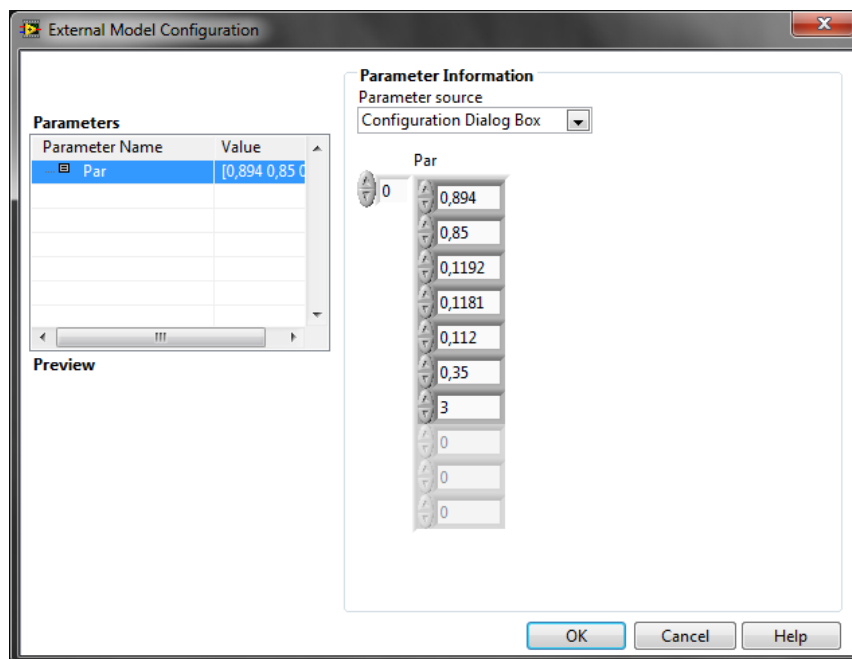 External Model Configuration
Parameters
Parameter Name Value
Par [0,894 0,85 0
Preview
Parameter Information
Parameter source
Configuration Dialog Box
Par
0
0,894
0,85
0,1192
0,1181
0,112
0,35
3
0
0
0
OK Cancel Help